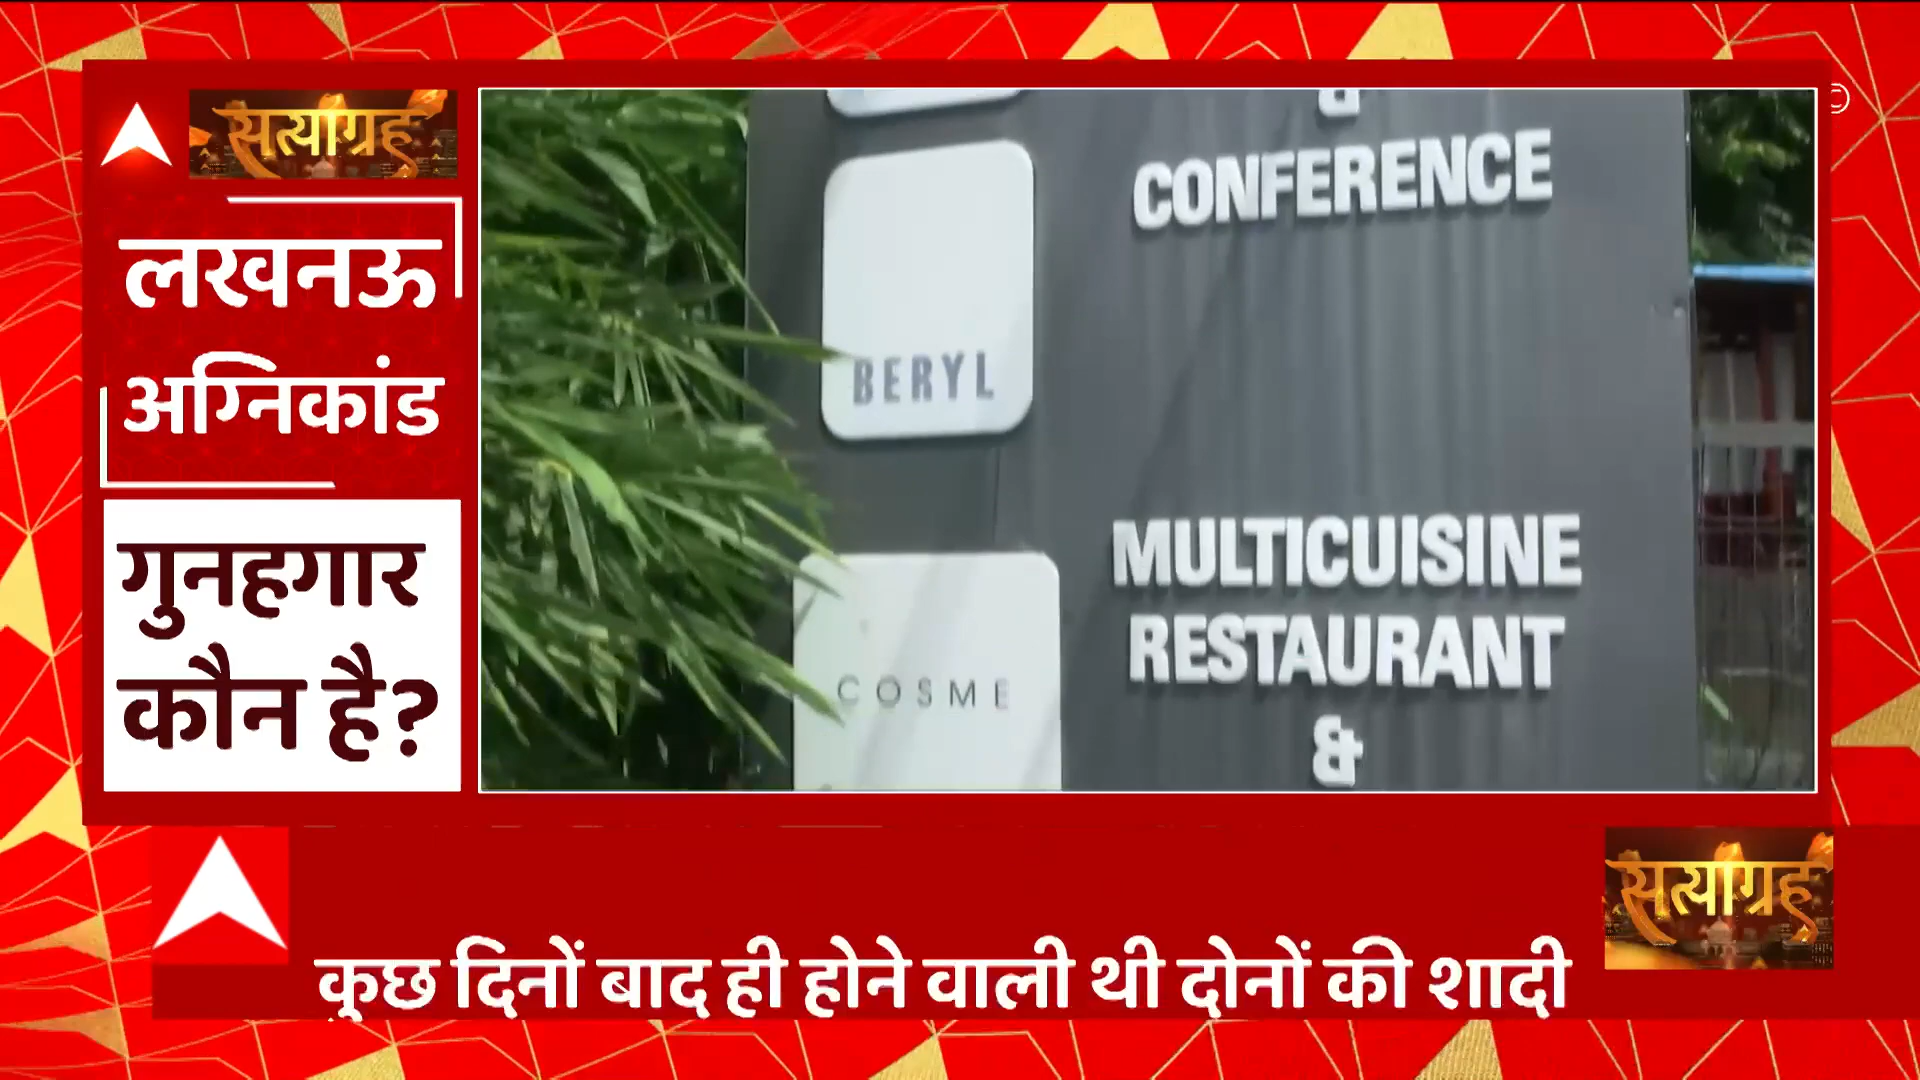 सत्याग्रह
लखनऊ
अग्निकांड
गुनहगार
कौन है?
&
CONFERENCE
BERYL
MULTICUISINE
RESTAURANT
&
COSME
©
सत्याग्रह
कुछ दिनों बाद ही होने वाली थी दोनों की शादी